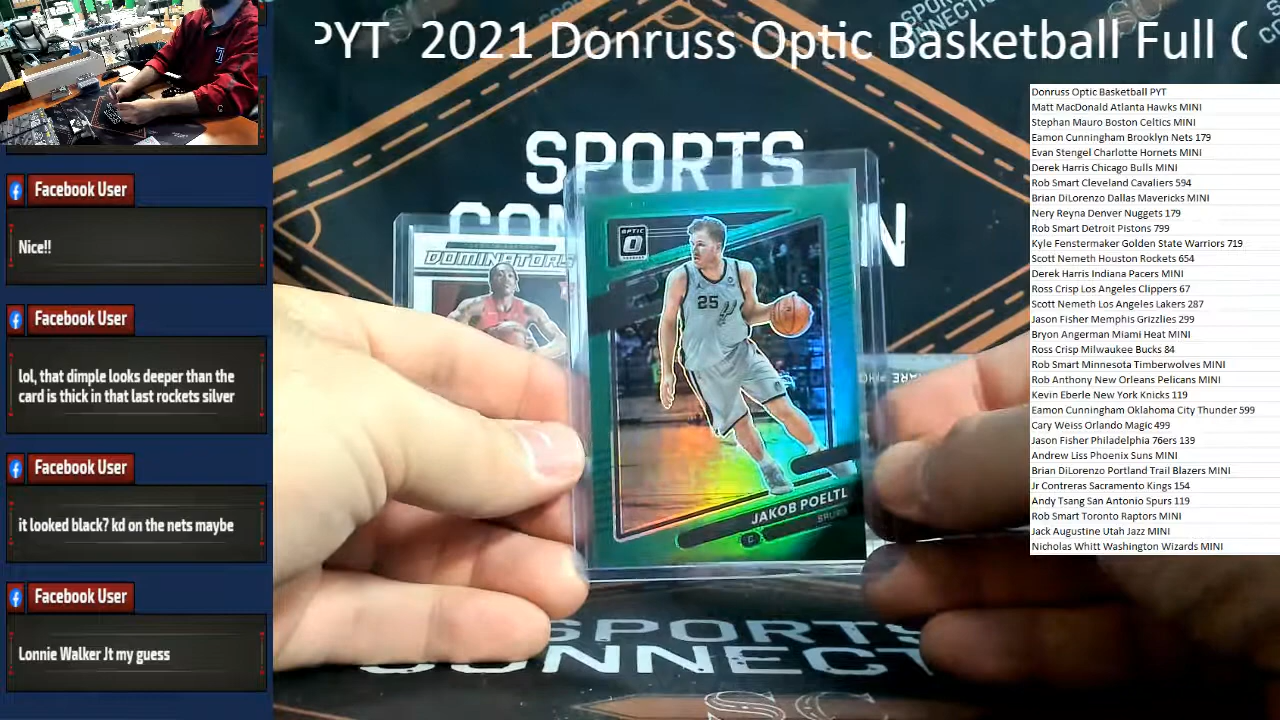 PYT 2021 Donruss Optic Basketball Full
SPORTS
Facebook User
Nice!!
Facebook User
lol, that dimple looks deeper than the
card is thick in that last rockets silver
Facebook User
it looked black? kd on the nets maybe
Facebook User
Lonnie Walker Jt my guess
DOMINATORS
OPTIC
25
JAKOB POELTL
SPURS
C
SPORTS
CONNECT
SC
Donruss Optic Basketball PYT
Matt MacDonald Atlanta Hawks MINI
Stephan Mauro Boston Celtics MINI
Eamon Cunningham Brooklyn Nets 179
Evan Stengel Charlotte Hornets MINI
Derek Harris Chicago Bulls MINI
Rob Smart Cleveland Cavaliers 594
Brian DiLorenzo Dallas Mavericks MINI
Nery Reyna Denver Nuggets 179
Rob Smart Detroit Pistons 799
Kyle Fenstermaker Golden State Warriors 719
Scott Nemeth Houston Rockets 654
Derek Harris Indiana Pacers MINI
Ross Crisp Los Angeles Clippers 67
Scott Nemeth Los Angeles Lakers 287
Jason Fisher Memphis Grizzlies 299
Bryon Angerman Miami Heat MINI
Ross Crisp Milwaukee Bucks 84
Rob Smart Minnesota Timberwolves MINI
Rob Anthony New Orleans Pelicans MINI
Kevin Eberle New York Knicks 119
Eamon Cunningham Oklahoma City Thunder 599
Cary Weiss Orlando Magic 499
Jason Fisher Philadelphia 76ers 139
Andrew Liss Phoenix Suns MINI
Brian DiLorenzo Portland Trail Blazers MINI
Jr Contreras Sacramento Kings 154
Andy Tsang San Antonio Spurs 119
Rob Smart Toronto Raptors MINI
Jack Augustine Utah Jazz MINI
Nicholas Whitt Washington Wizards MINI